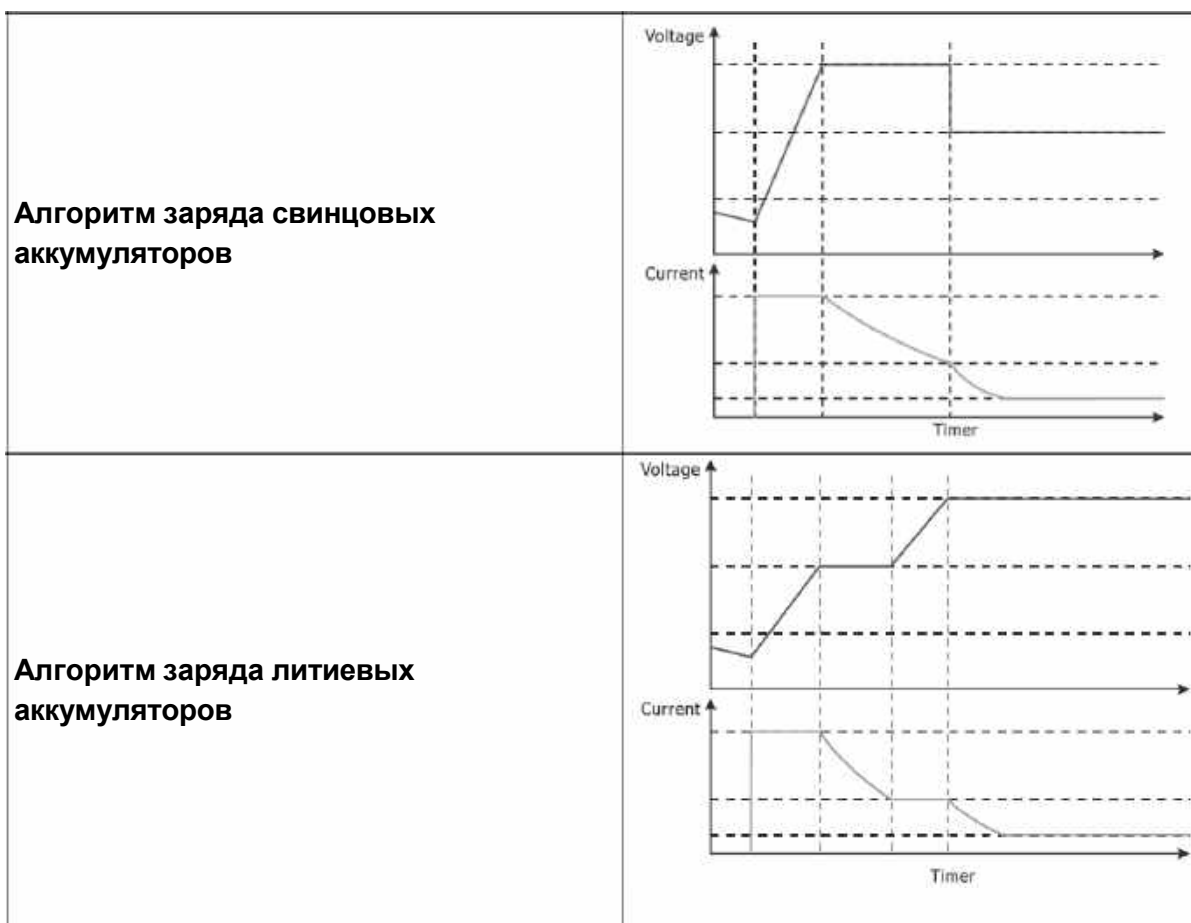 Voltage
Алгоритм заряда свинцовых
аккумуляторов
Current
Timer
Voltage
Алгоритм заряда литиевых
аккумуляторов
Current
Timer